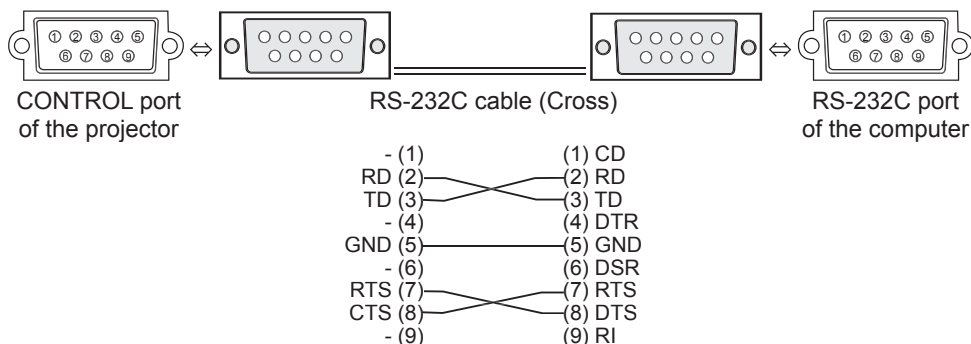 ① ② ③ ④ ⑤
⑥ ⑦ ⑧ ⑨
① ② ③ ④ ⑤
⑥ ⑦ ⑧ ⑨
CONTROL port
of the projector
RS-232C cable (Cross)
RS-232C port
of the computer
- (1) (1) CD
RD (2) (2) RD
TD (3) (3) TD
- (4) (4) DTR
GND (5) (5) GND
- (6) (6) DSR
RTS (7) (7) RTS
CTS (8) (8) DTS
- (9) (9) RI